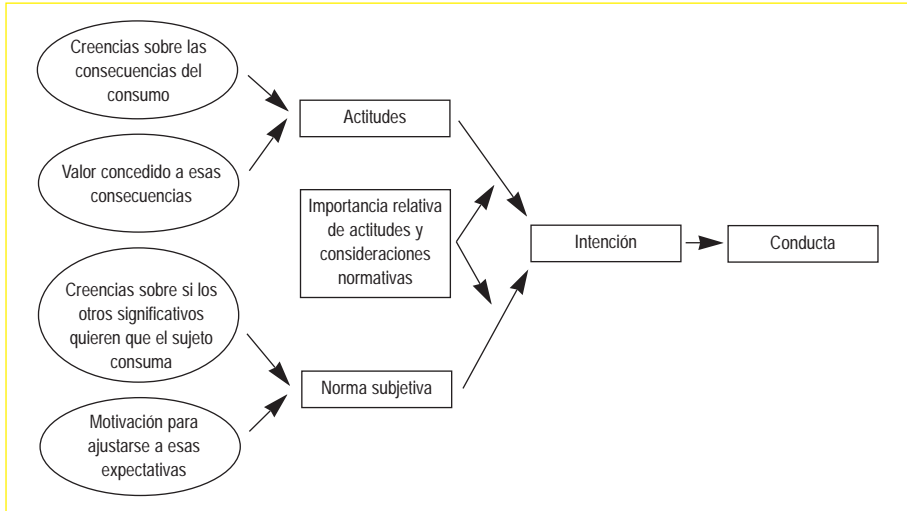 Creencias sobre las
consecuencias del
consumo
Actitudes
Valor concedido a esas
consecuencias
Importancia relativa
de actitudes y
consideraciones
normativas
Intención
Conducta
Creencias sobre si los
otros significativos
quieren que el sujeto
consuma
Norma subjetiva
Motivación para
ajustarse a esas
expectativas